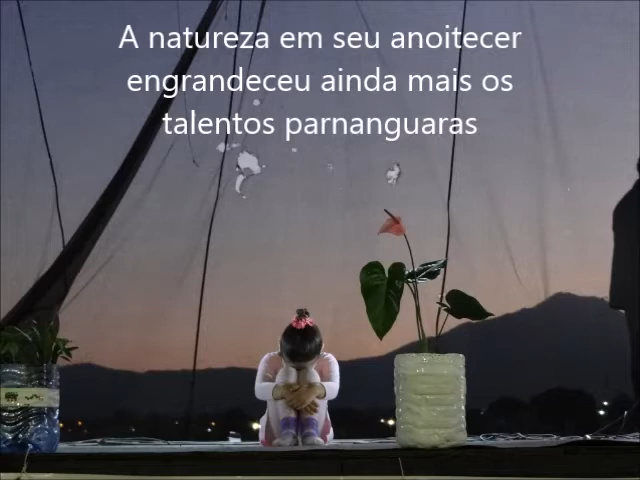 A natureza em seu anoitecer
engrandeceu ainda mais os
talentos parnanguaras